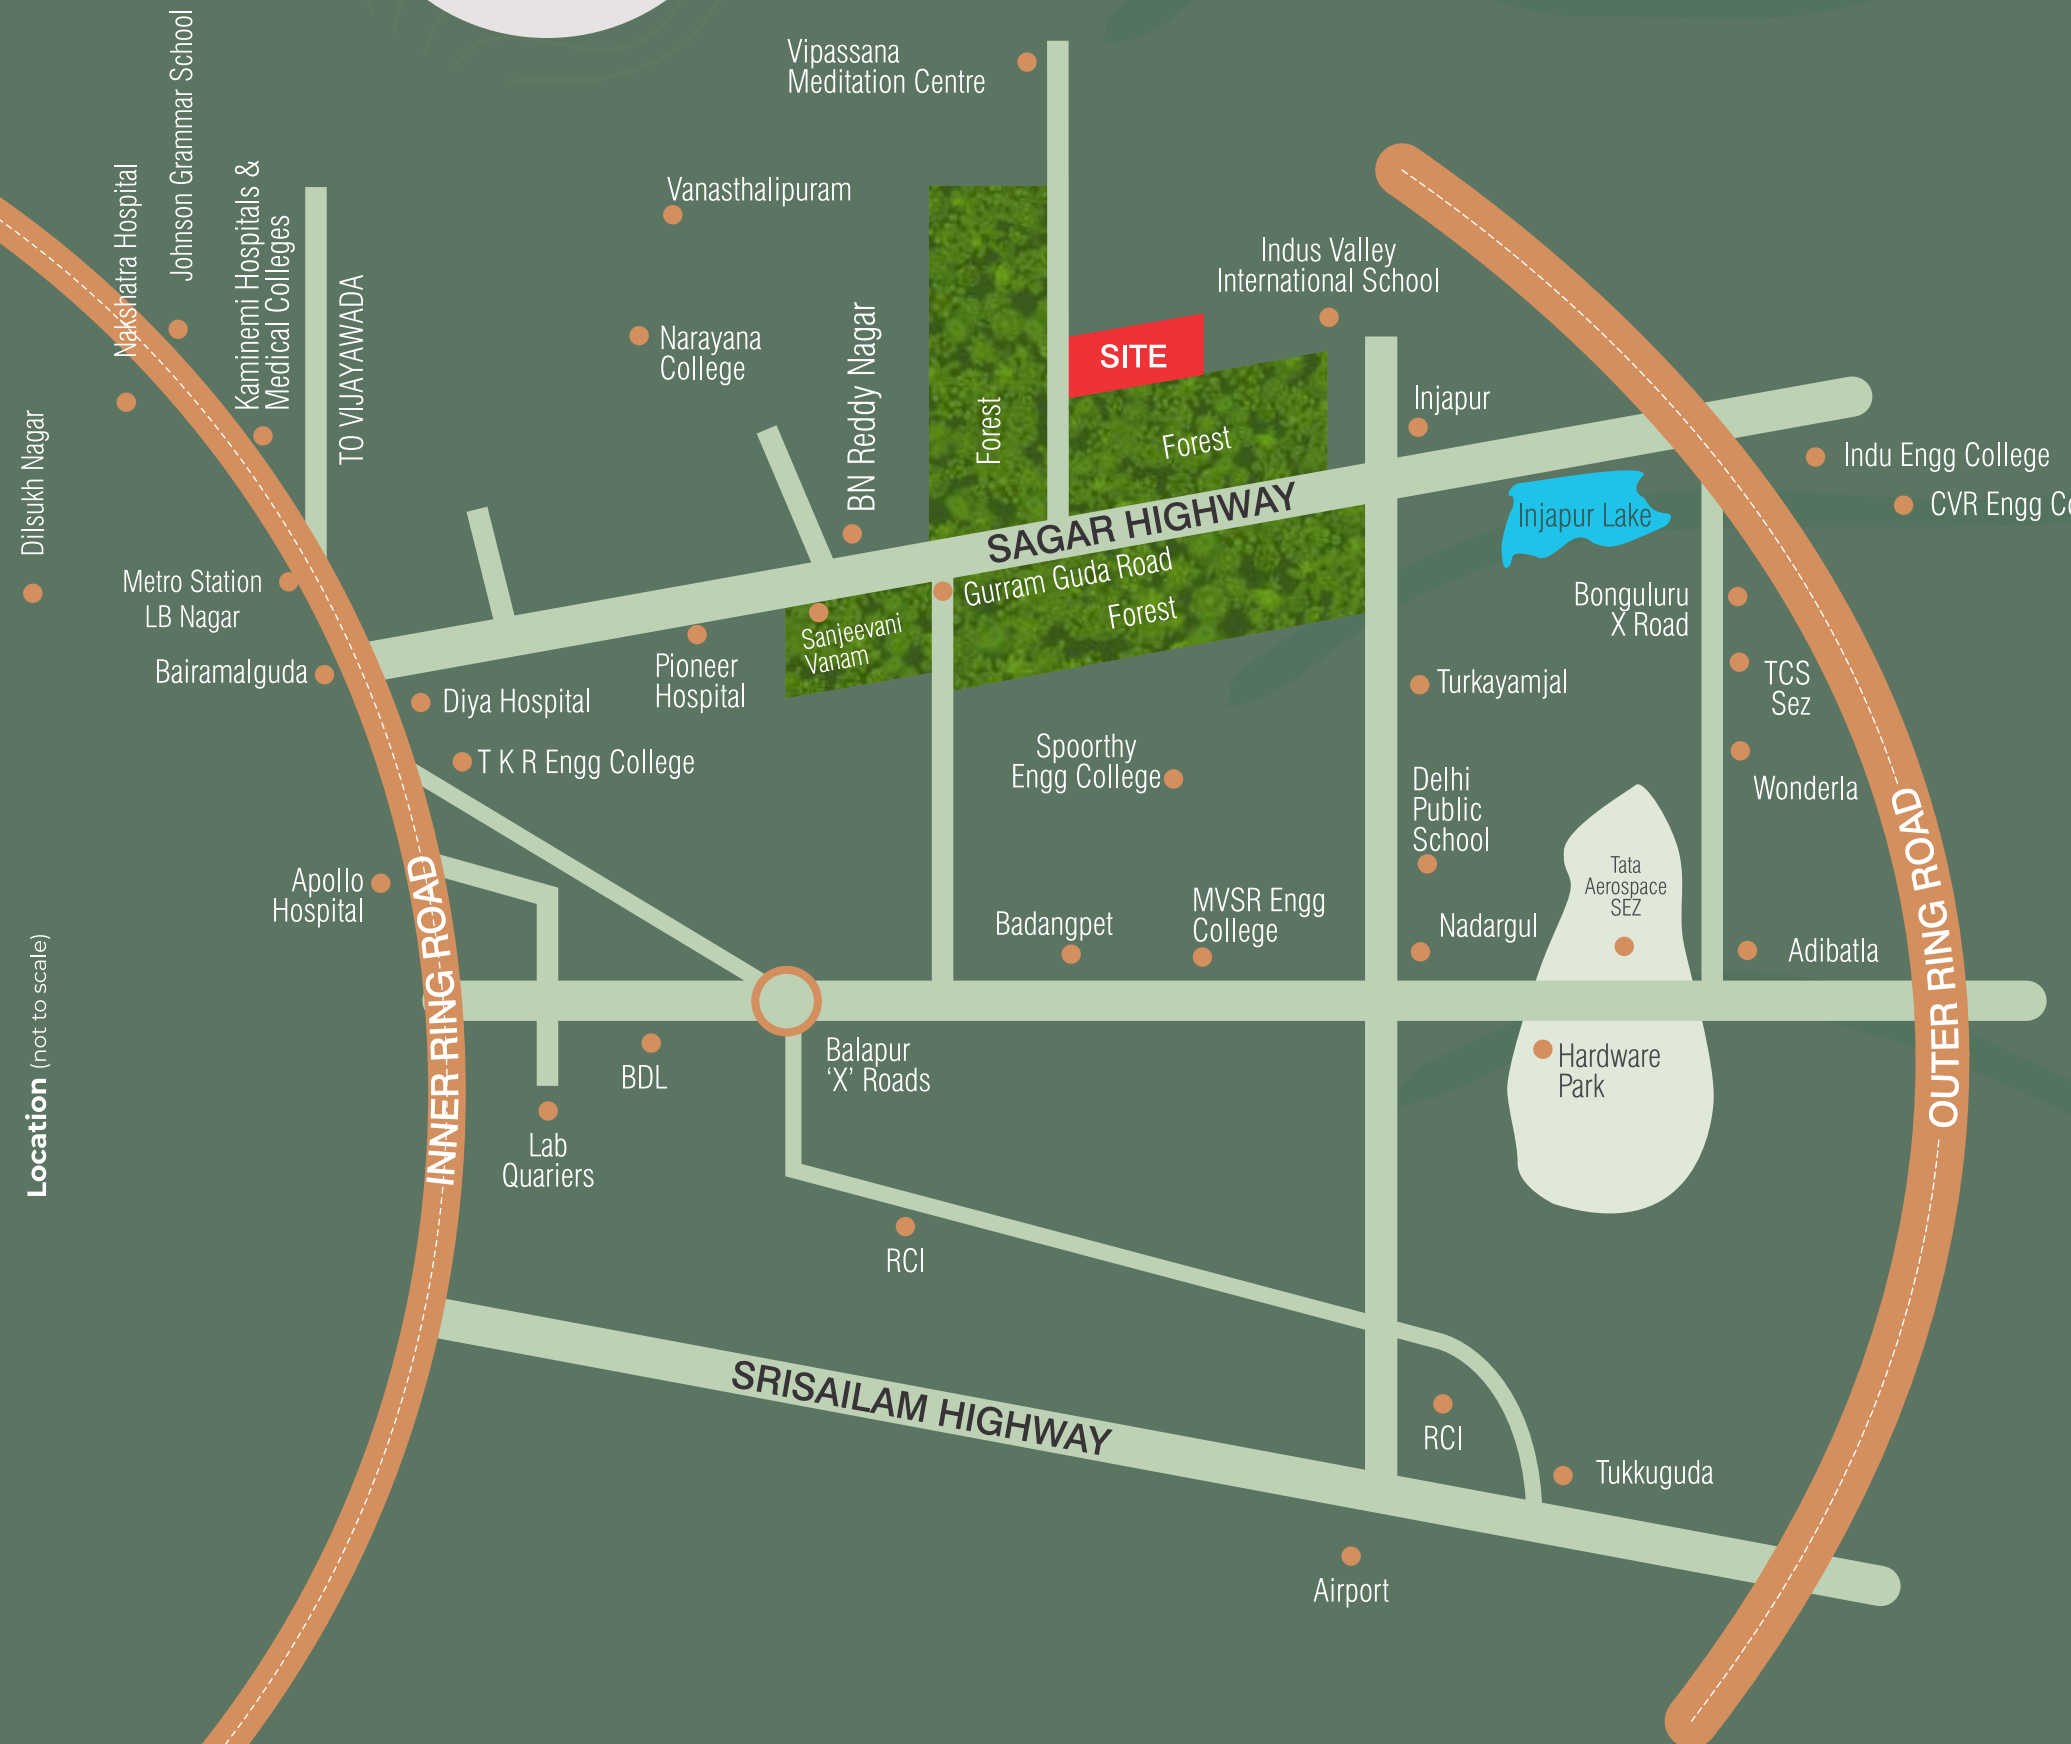 Vipassana
Meditation Centre
Johnson Grammar School
Nakshatra Hospital
Kaminemi Hospitals &
Medical Colleges
TO VIJAYAWADA
Vanasthalipuram
Narayana
College
BN Reddy Nagar
Forest
SITE
Forest
Indus Valley
International School
Injapur
Indu Engg College
CVR Engg
Injapur Lake
SAGAR HIGHWAY
Gurram Guda Road
Forest
Sanjeevani
Vanam
Dilsukh Nagar
Metro Station
LB Nagar
Bairamalguda
Diya Hospital
Pioneer
Hospital
T K R Engg College
Bonguluru
X Road
TCS
Sez
Turkayamjal
Wonderla
Spoorthy
Engg College
Delhi
Public
School
Tata
Aerospace
SEZ
Apollo
Hospital
INNER RING ROAD
OUTER RING ROAD
Badangpet
MVSR Engg
College
Nadargul
Adibatla
Location (not to scale)
BDL
Balapur
‘X’ Roads
Hardware
Park
Lab
Quariers
RCI
SRISAILAM HIGHWAY
RCI
Tukkuguda
Airport